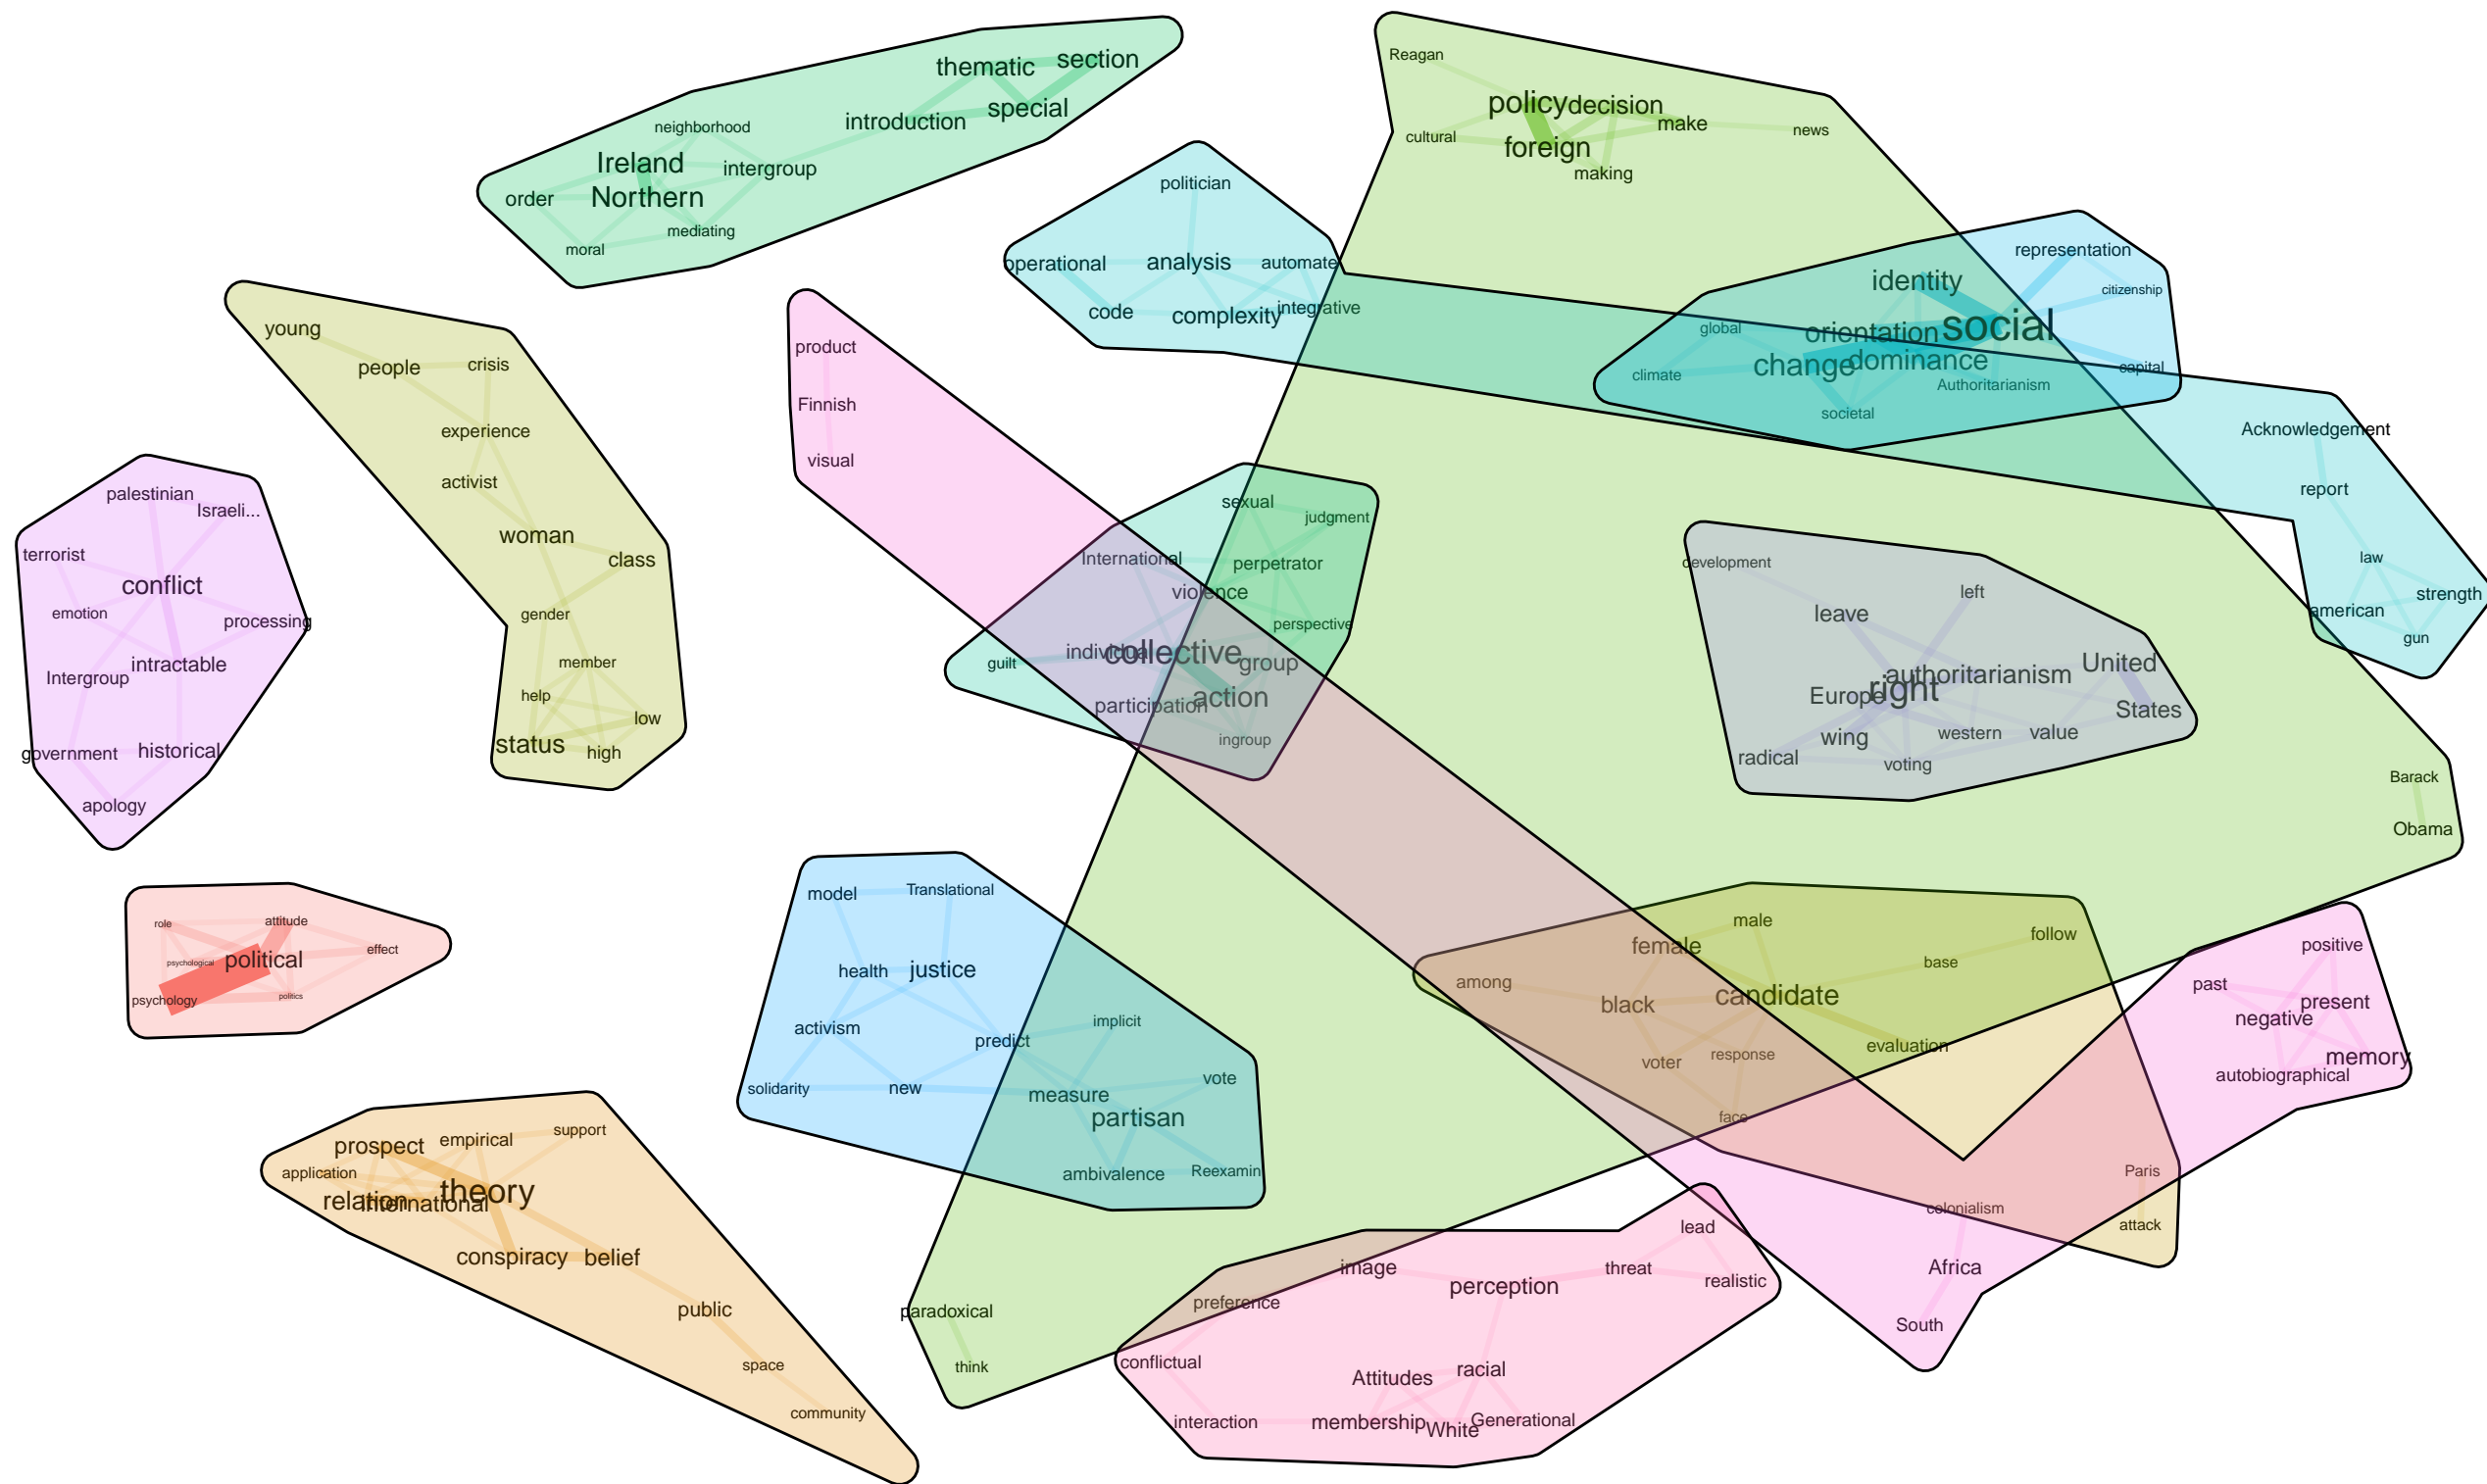 Reagan
thematic
section
policy
decision
special
introduction
make
news
neighborhood
cultural
foreign
Ireland
intergroup
making
politician
order
Northern
mediating
moral
representation
operational
analysis
automate
identity
citizenship
code
complexity
integrative
young
global
orientation
social
product
people
crisis
change
dominance
capital
climate
Authoritarianism
Finnish
societal
experience
Acknowledgement
visual
activist
report
palestinian
Israeli...
sexual
judgment
woman
terrorist
International
class
perpetrator
development
law
conflict
violence
left
strength
emotion
gender
leave
american
processing
perspective
gun
intractable
member
guilt
individual
collective
group
United
Intergroup
authoritarianism
help
participation
action
Europe
right
States
low
government
historical
status
high
ingroup
wing
western
value
radical
voting
Barack
apology
Obama
model
Translational
role
attitude
male
political
effect
female
follow
positive
psychological
health
justice
base
among
past
psychology
politics
black
candidate
present
activism
implicit
negative
predict
evaluation
voter
response
memory
solidarity
new
measure
vote
autobiographical
partisan
face
prospect
empirical
support
application
ambivalence
Reexamin
Paris
theory
relation
international
colonialism
lead
attack
conspiracy
belief
image
threat
Africa
perception
realistic
preference
public
paradoxical
South
space
think
conflictual
racial
Attitudes
community
interaction
membership
White
Generational